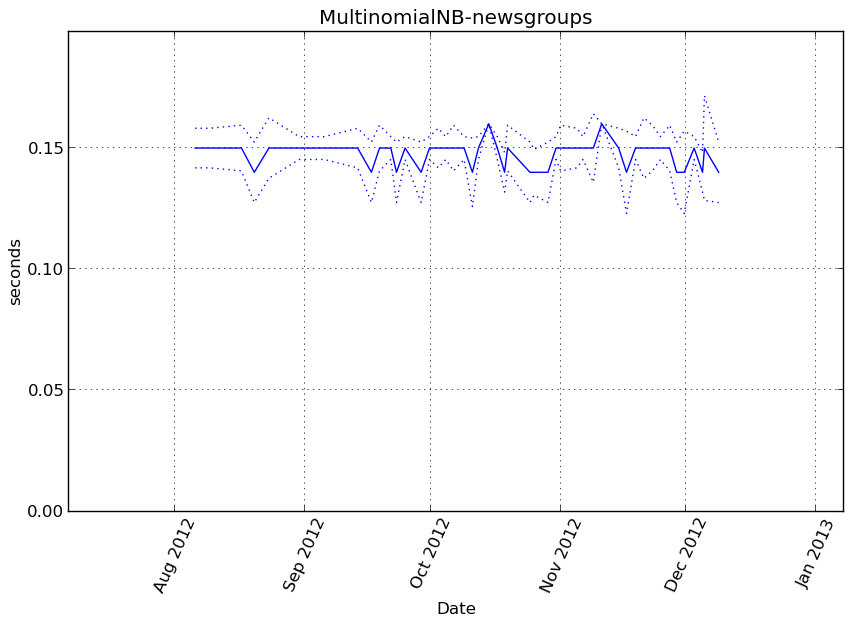 MultinomialNB-newsgroups
seconds
0.15
0.10
0.05
0.00
Aug 2012
Sep 2012
Oct 2012
Nov 2012
Dec 2012
Jan 2013
Date